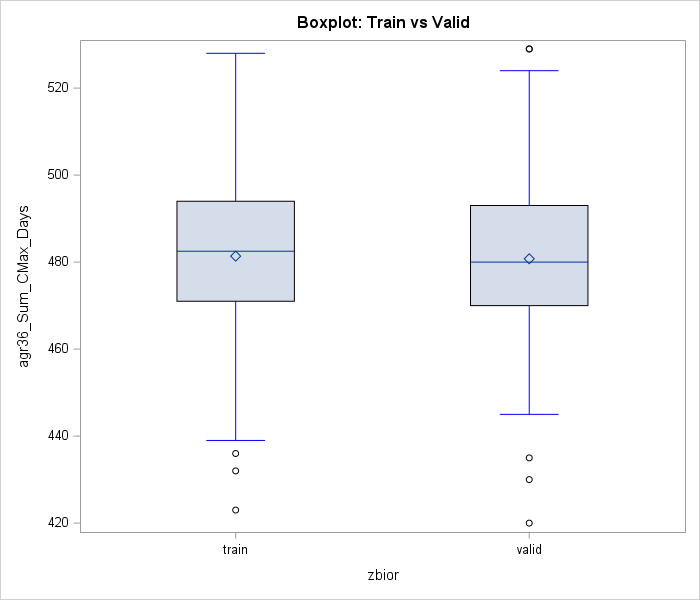 Boxplot: Train vs Valid
agr36_Sum_CMax_Days
520
500
480
460
440
420
train valid
zbior